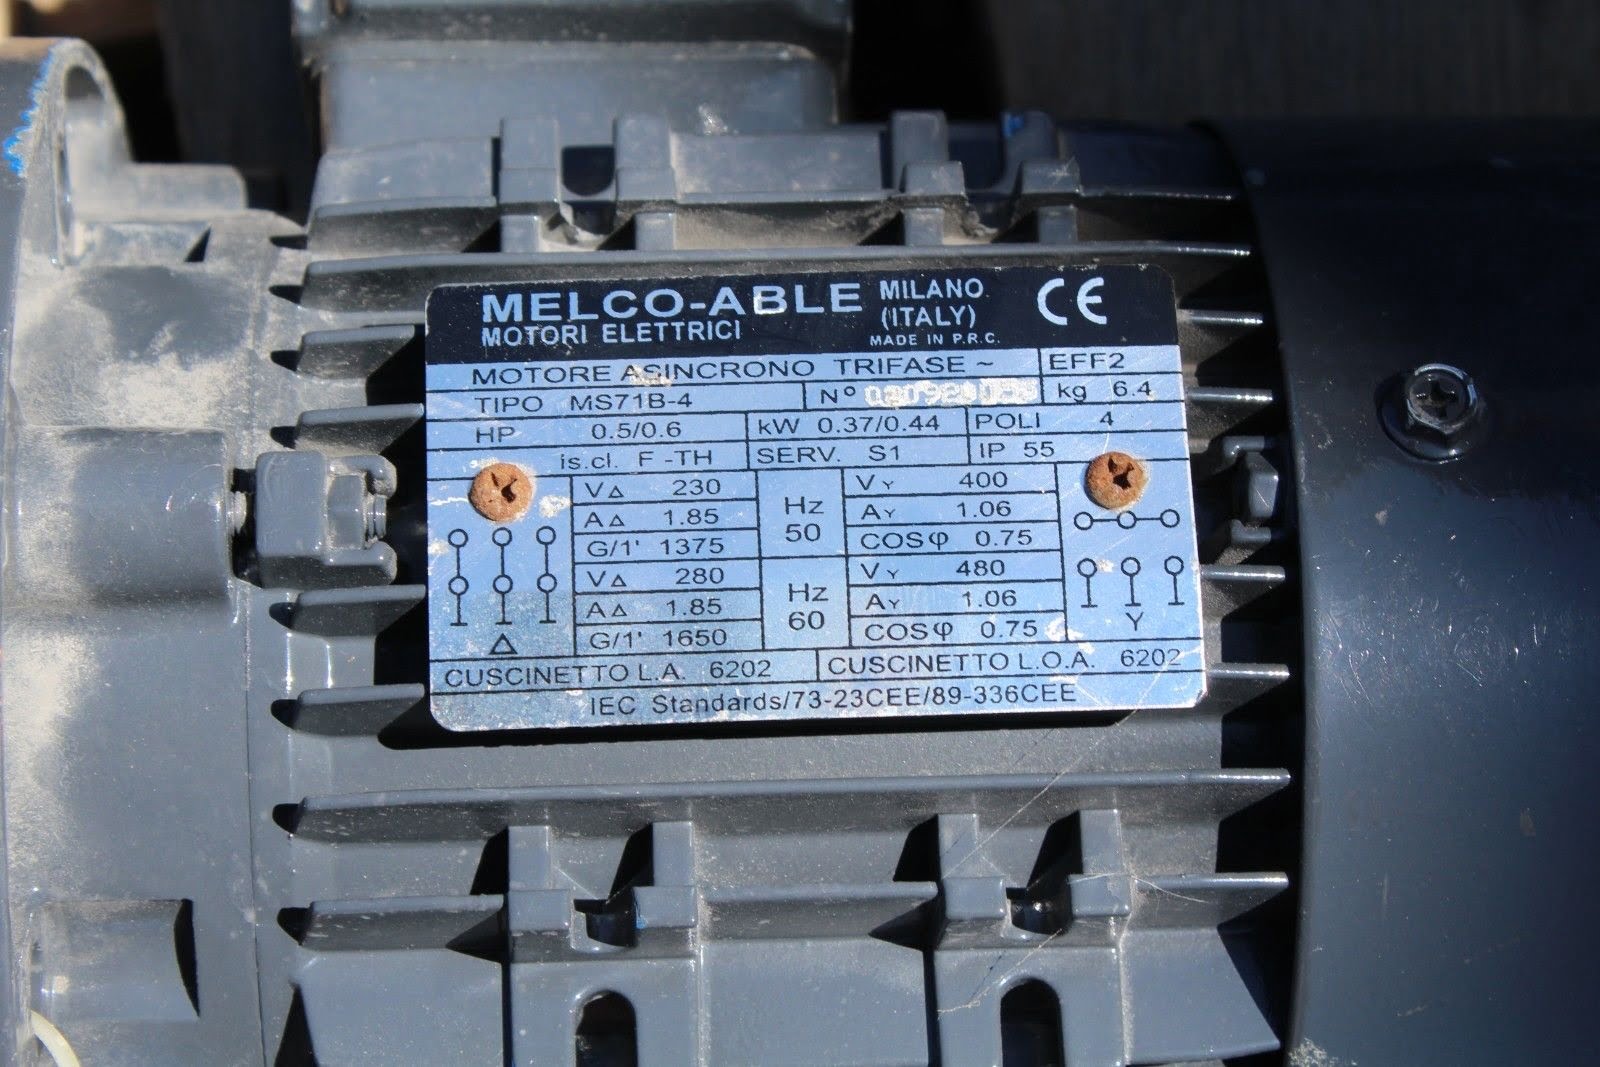 MELCO-ABLE MILANO (ITALY)
MOTORI ELETTRICI MADE IN P.R.C. CE
MOTORE ASINCRONO TRIFASE ~ EFF2
TIPO MS71B-4 Nº kg 6.4
HP 0.5/0.6 kW 0.37/0.44 POLI 4
is.cl. F-TH SERV. S1 IP 55
V△ 230 Hz 50 VY 400
A△ 1.85 AY 1.06
G/1' 1375 COSφ 0.75
V△ 280 Hz 60 VY 480
A△ 1.85 AY 1.06
G/1' 1650 COSφ 0.75
△ Y
CUSCINETTO L.A. 6202 CUSCINETTO L.O.A. 6202
IEC Standards/73-23CEE/89-336CEE